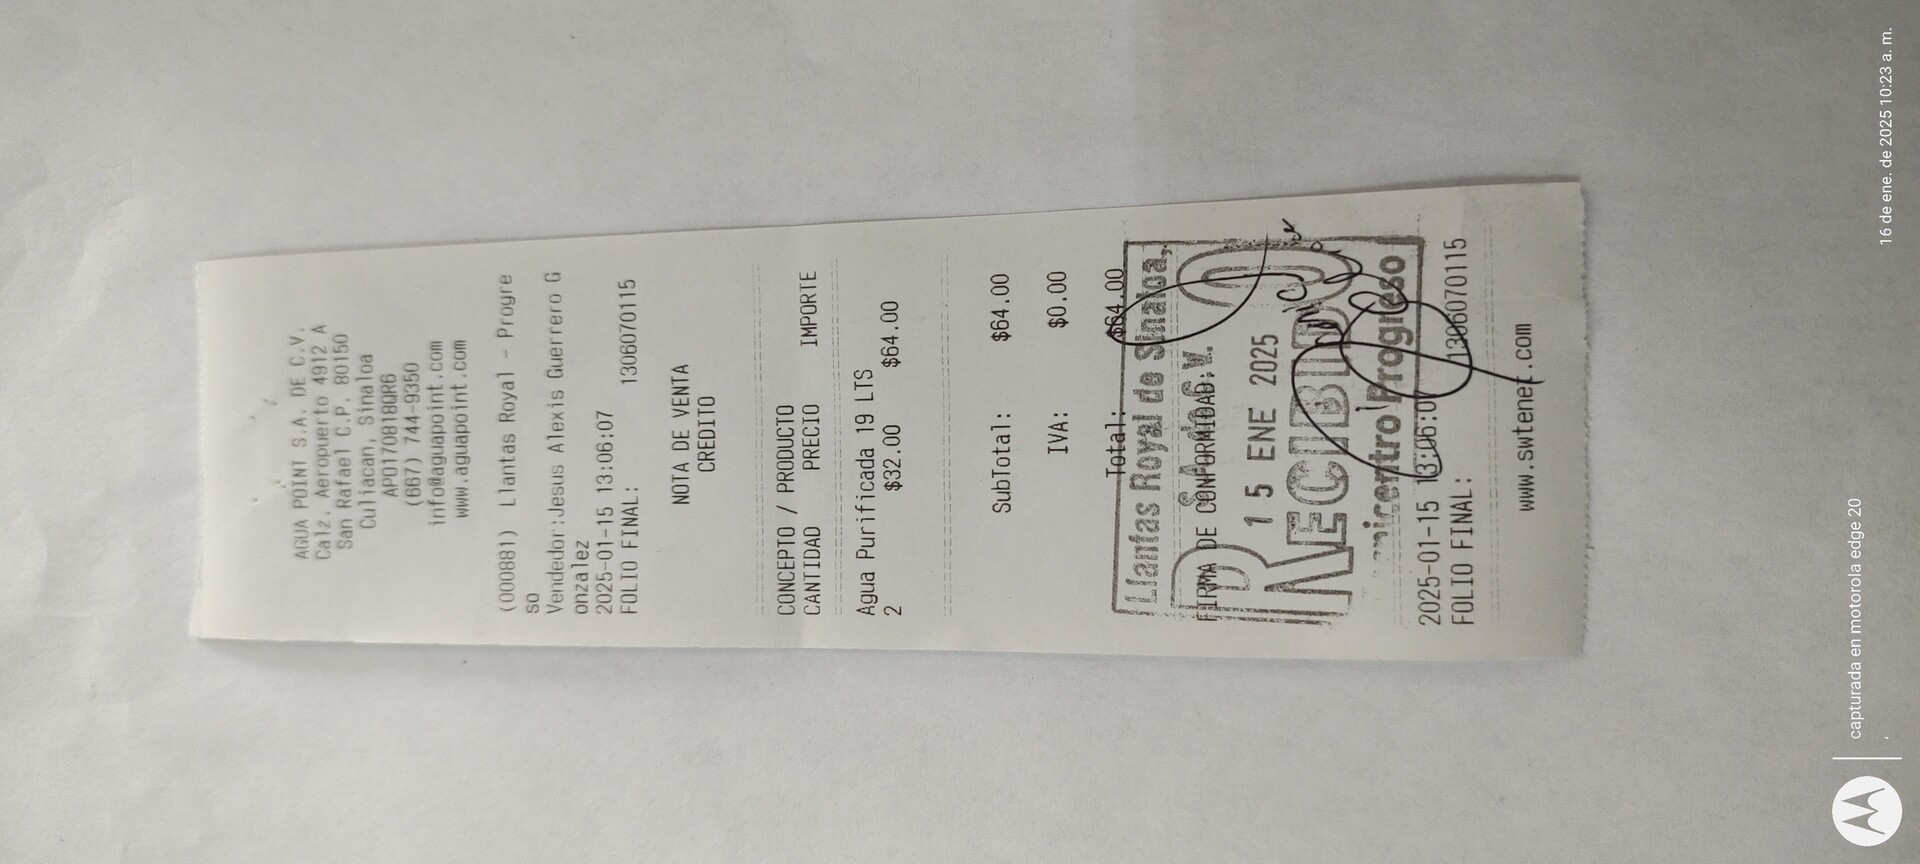 AGUA POINT S.A. DE C.V.
Calz. Aeropuerto 4912 A
San Rafael C.P. 80150
Culiacan, Sinaloa
APO170818QR6
(667) 744-9350
info@aguapoint.com
www.aguapoint.com
(000881) Llantas Royal - Progre
so
Vendedor:Jesus Alexis Guerrero G
onzalez
2025-01-15 13:06:07
FOLIO FINAL: 1306070115
NOTA DE VENTA
CREDITO
CONCEPTO / PRODUCTO
CANTIDAD PRECIO IMPORTE
Agua Purificada 19 LTS
2 $32.00 $64.00
SubTotal: $64.00
IVA: $0.00
Total: $64.00
Llantas Royal de Sinaloa,
S.A. de C.V.
FIRMA DE CONFORMIDAD:
15 ENE 2025
RECIBIDO
Progreso
2025-01-15 13:06:07
FOLIO FINAL: 1306070115
www.swtenet.com
capturada en motorola edge 20
16 de ene. de 2025 10:23 a. m.